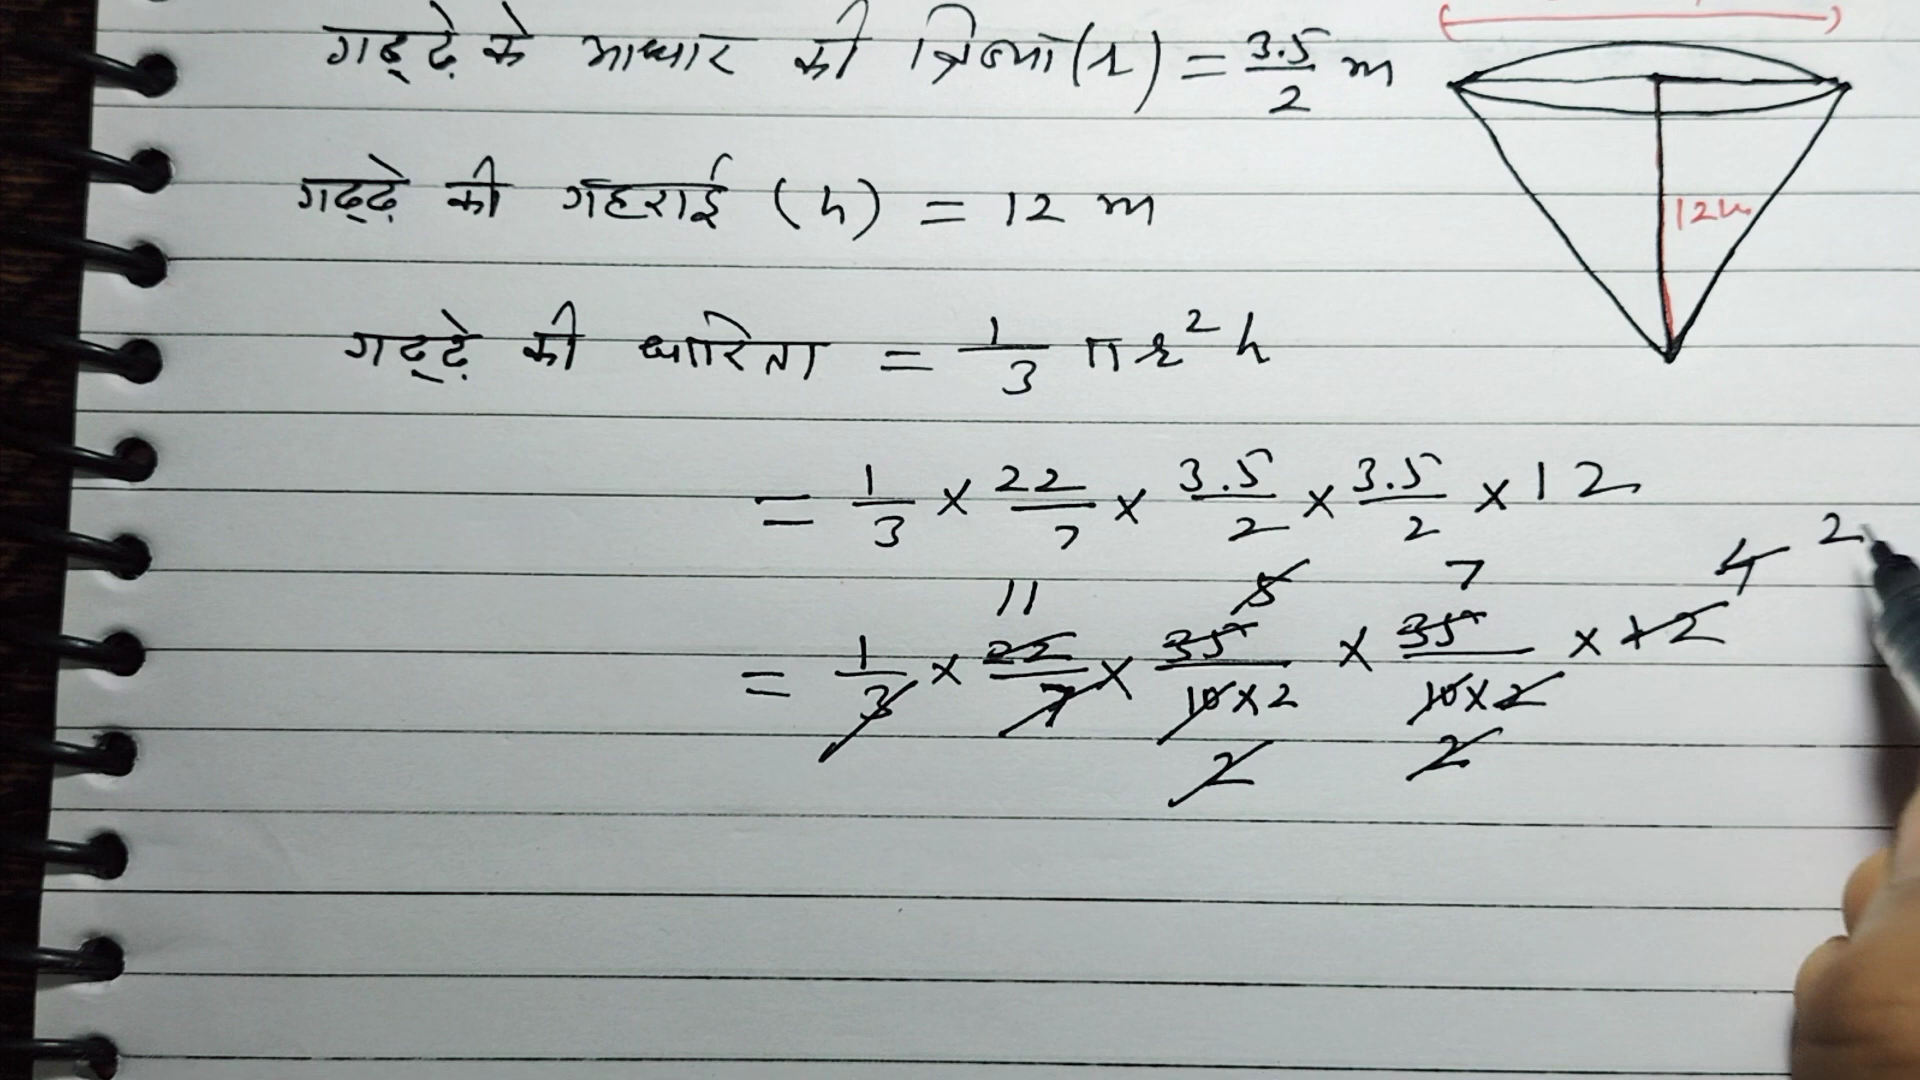 गड्ढे के आधार की त्रिज्या (r) = 3.5/2 m
गड्ढे की गहराई (h) = 12 m
12m
गड्ढे की धारिता = 1/3 π r² h
= 1/3 × 22/7 × 3.5/2 × 3.5/2 × 12
11 5 7 4 2
= 1/3 × 22/7 × 35/10×2 × 35/10×2 × 12
2 2